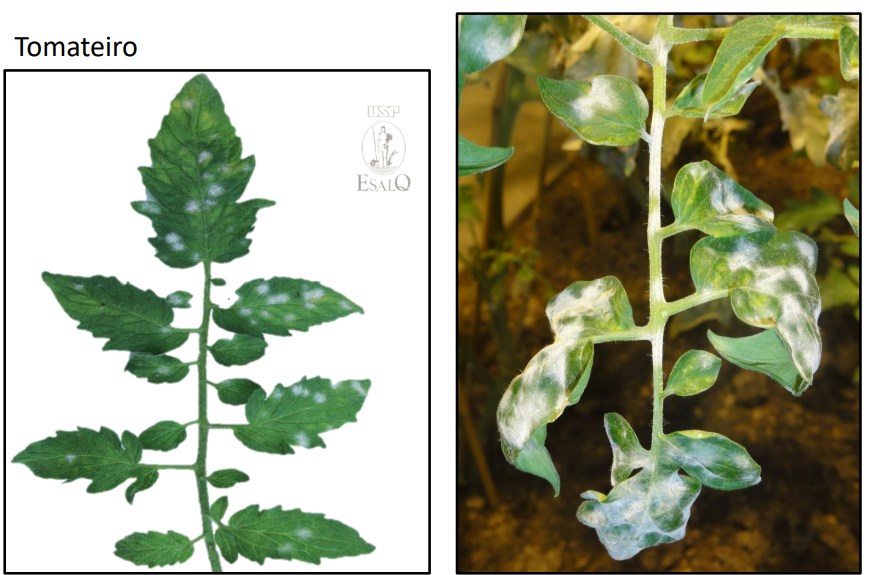 Tomateiro
USP
ESALQ